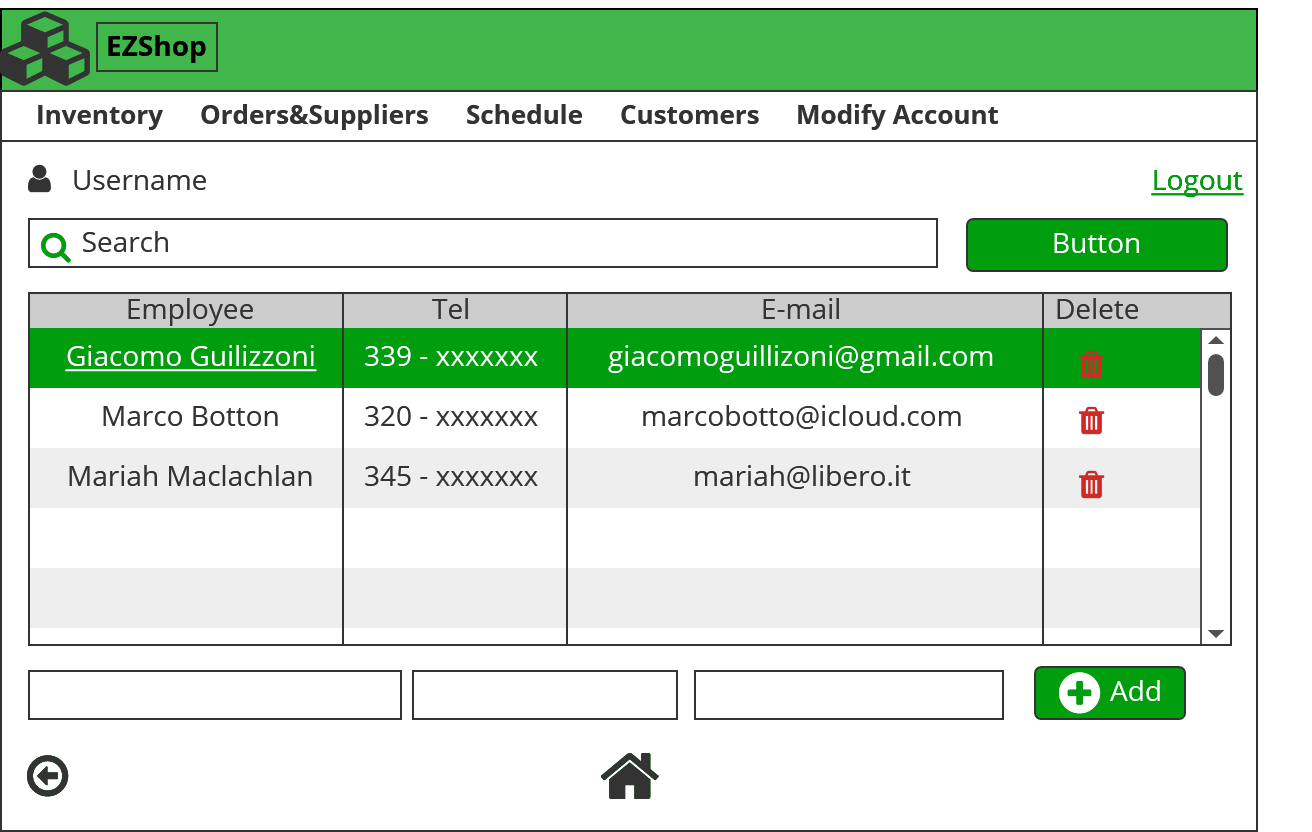 EZShop
Inventory Orders&Suppliers Schedule Customers Modify Account
Username Logout
Search Button
Employee Tel E-mail Delete
Giacomo Guilizzoni 339 - xxxxxxx giacomoguillizoni@gmail.com
Marco Botton 320 - xxxxxxx marcobotto@icloud.com
Mariah Maclachlan 345 - xxxxxxx mariah@libero.it
Add